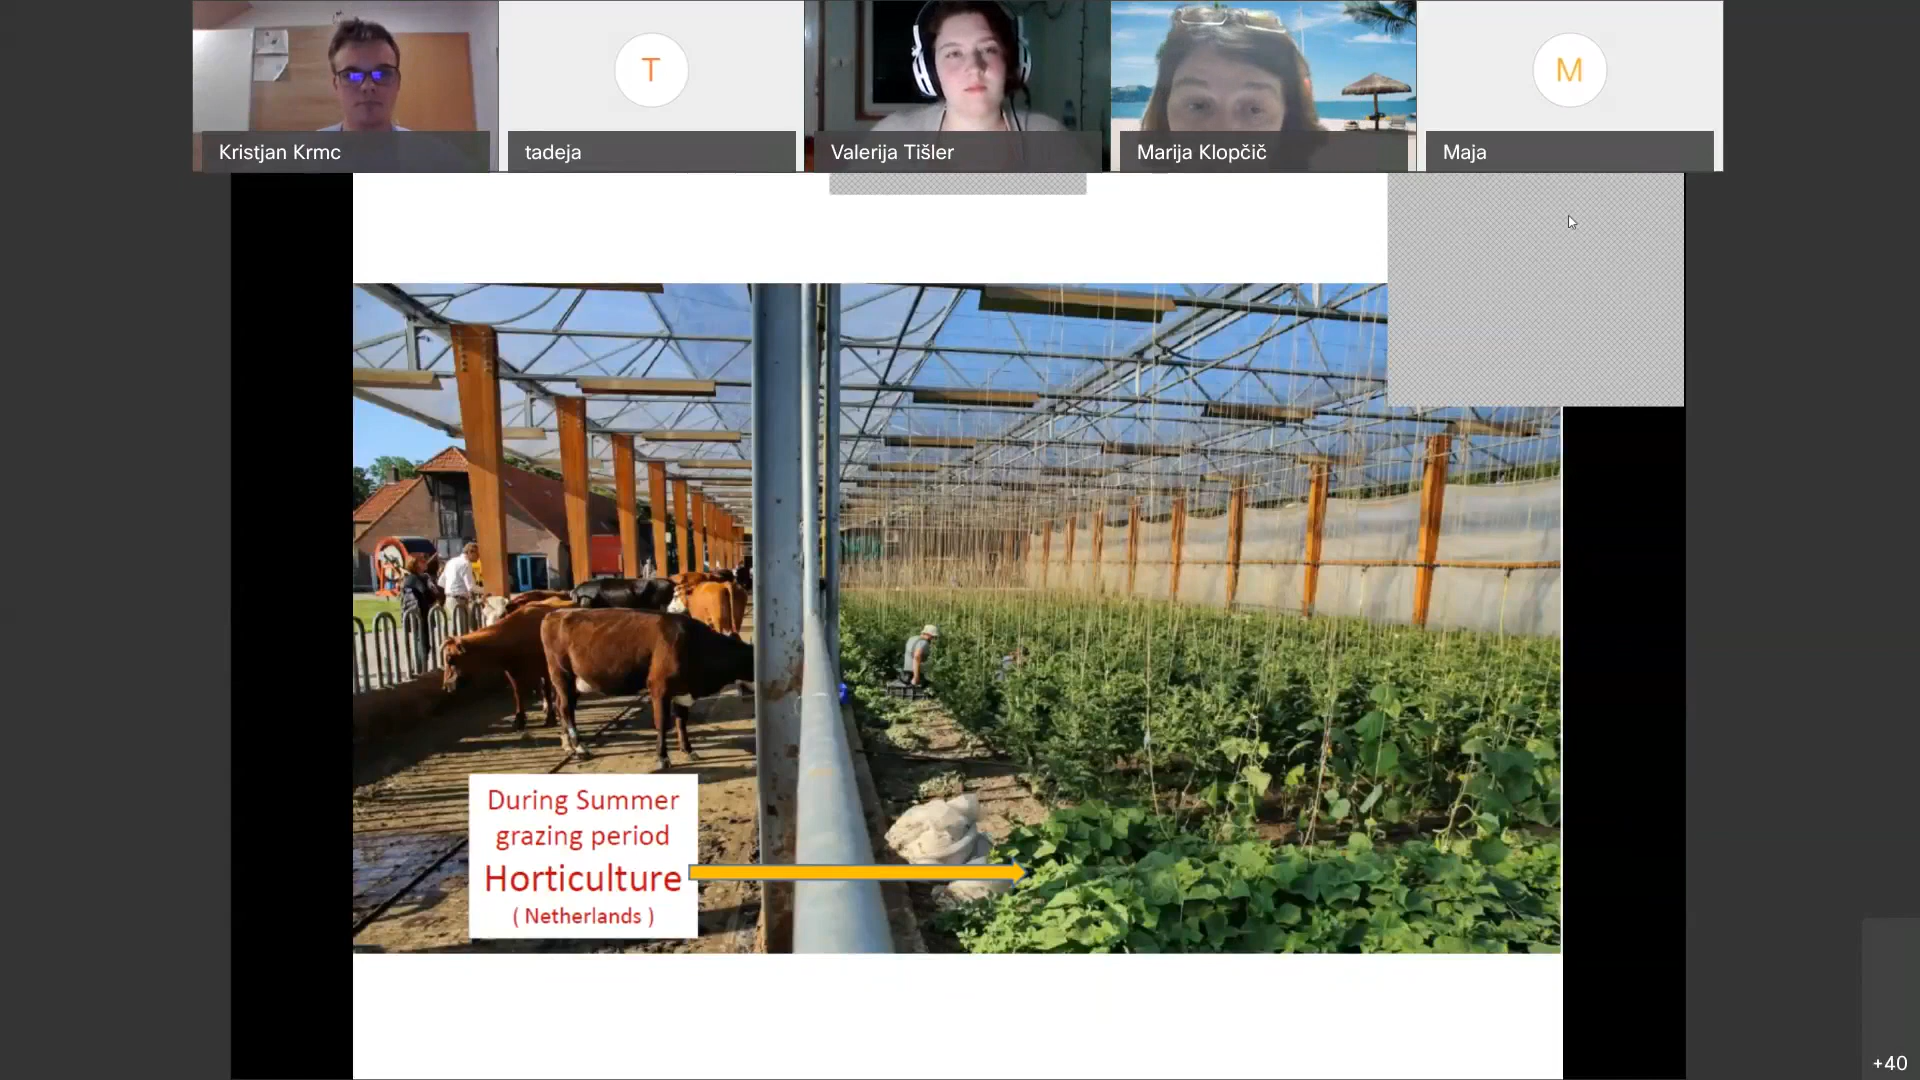 Kristjan Krmc
T
tadeja
Valerija Tišler
Marija Klopčič
M
Maja
During Summer
grazing period
Horticulture
( Netherlands )
+40